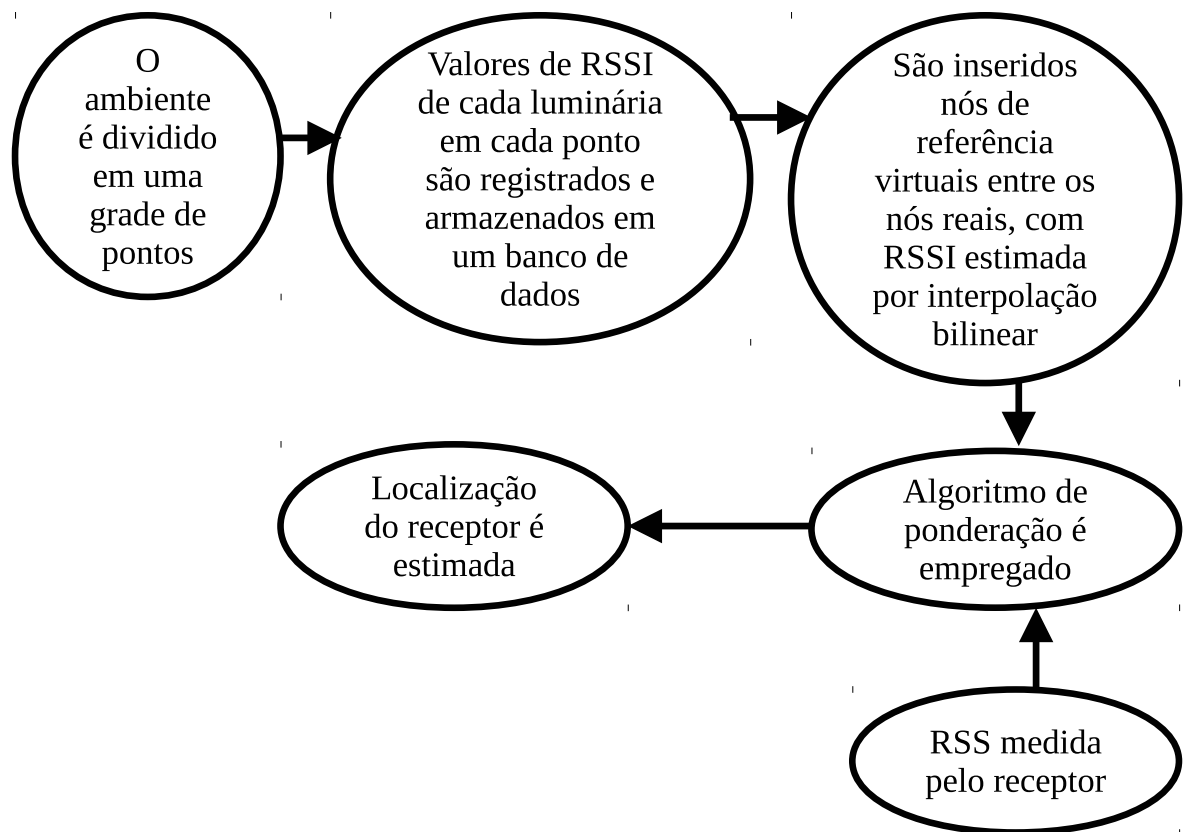 O
ambiente
é dividido
em uma
grade de
pontos
Valores de RSSI
de cada luminária
em cada ponto
são registrados e
armazenados em
um banco de
dados
São inseridos
nós de
referência
virtuais entre os
nós reais, com
RSSI estimada
por interpolação
bilinear
Algoritmo de
ponderação é
empregado
Localização
do receptor é
estimada
RSS medida
pelo receptor